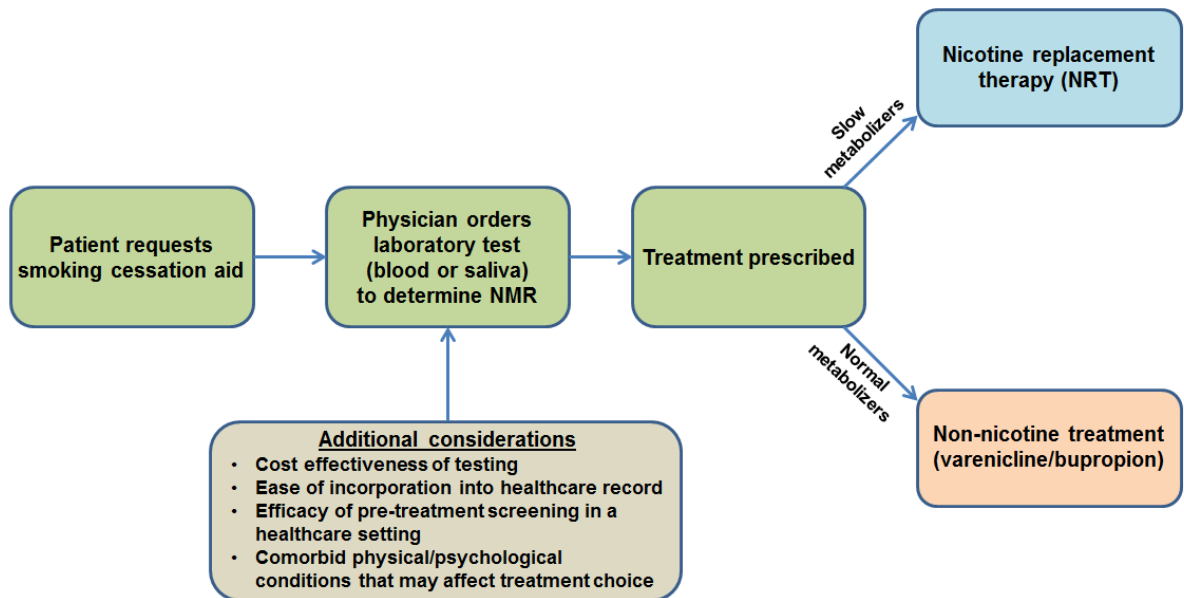 Patient requests
smoking cessation aid
Physician orders
laboratory test
(blood or saliva)
to determine NMR
Additional considerations
• Cost effectiveness of testing
• Ease of incorporation into healthcare record
• Efficacy of pre-treatment screening in a
healthcare setting
• Comorbid physical/psychological
conditions that may affect treatment choice
Treatment prescribed
Slow
metabolizers
Nicotine replacement
therapy (NRT)
Normal
metabolizers
Non-nicotine treatment
(varenicline/bupropion)